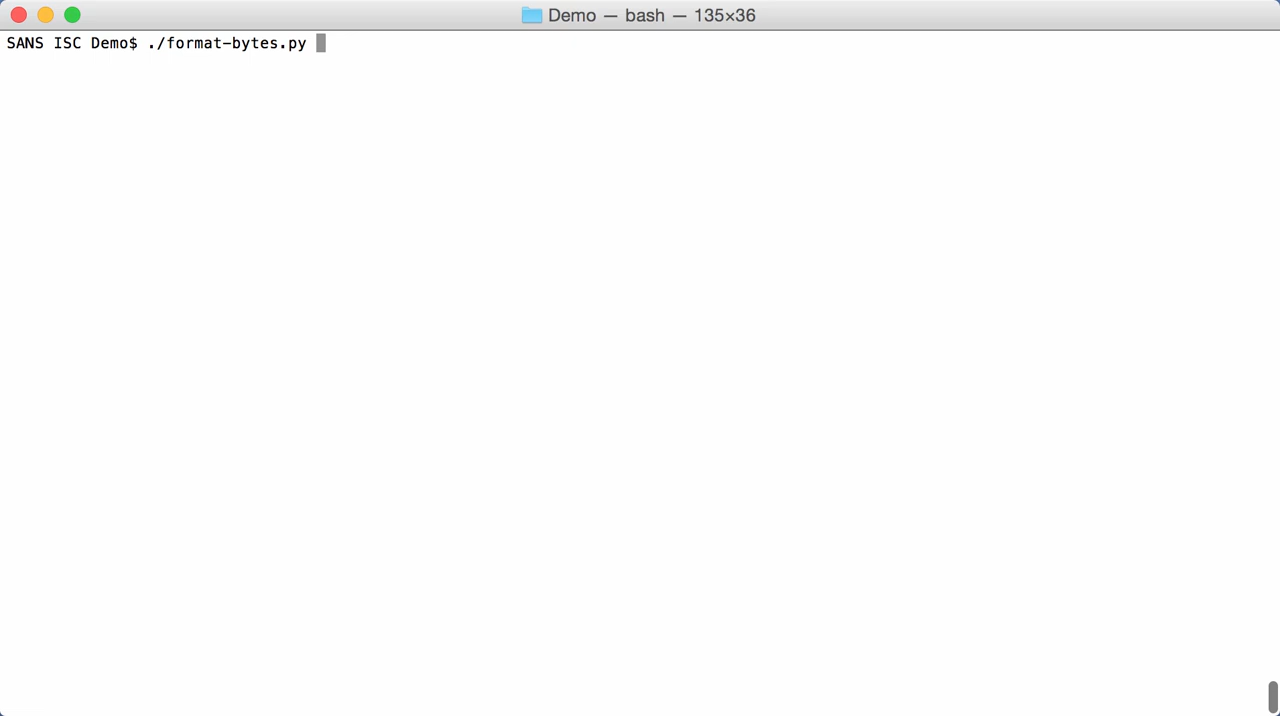 Demo — bash — 135×36
SANS ISC Demo$ ./format-bytes.py